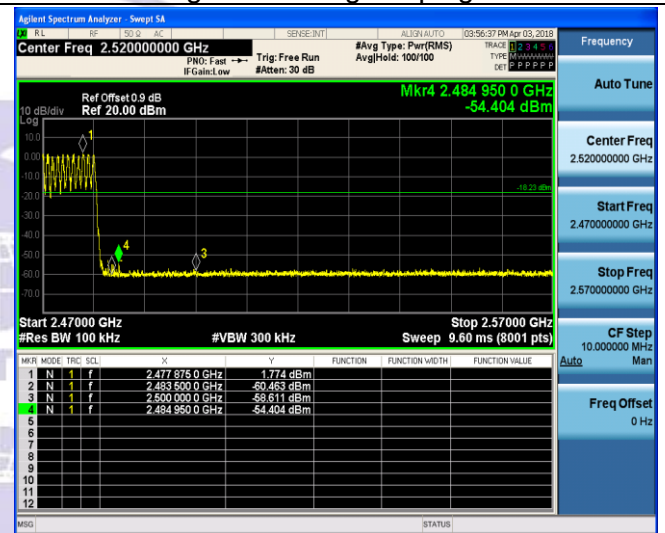 Agilent Spectrum Analyzer - Swept SA
RL RF 50 Ω AC SENSE:INT ALIGN AUTO 03:56:37 PM Apr 03, 2018
Center Freq 2.520000000 GHz
PNO: Fast
IFGain:Low
Trig: Free Run
#Atten: 30 dB
#Avg Type: Pwr(RMS)
Avg|Hold: 100/100
TRACE 1 2 3 4 5 6
TYPE M
DET P P P P P P
Frequency
Auto Tune
Center Freq
2.520000000 GHz
Start Freq
2.470000000 GHz
Stop Freq
2.570000000 GHz
CF Step
10.000000 MHz
Auto Man
Freq Offset
0 Hz
Mkr4 2.484 950 0 GHz
-54.404 dBm
Ref Offset 0.9 dB
10 dB/div Ref 20.00 dBm
Log
10.0
0.00
-10.0
-20.0
-30.0
-40.0
-50.0
-60.0
-70.0
1
4
3
-18.23 dBm
Start 2.47000 GHz Stop 2.57000 GHz
#Res BW 100 kHz #VBW 300 kHz Sweep 9.60 ms (8001 pts)
MKR MODE TRC SCL X Y FUNCTION FUNCTION WIDTH FUNCTION VALUE
1 N 1 f 2.477 875 0 GHz 1.774 dBm
2 N 1 f 2.483 500 0 GHz -60.463 dBm
3 N 1 f 2.500 000 0 GHz -58.611 dBm
4 N 1 f 2.484 950 0 GHz -54.404 dBm
5
6
7
8
9
10
11
12
MSG STATUS